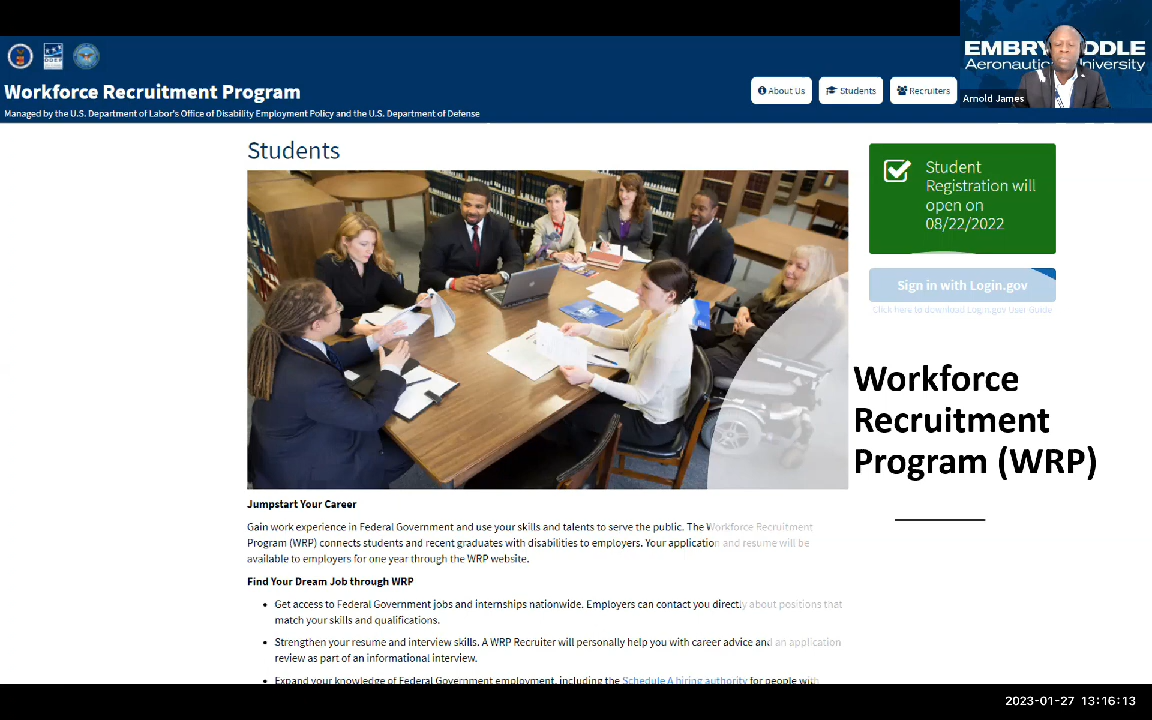 EMBRY DDLE
Aeronautic University
Arnold James
Workforce Recruitment Program
Managed by the U.S. Department of Labor's Office of Disability Employment Policy and the U.S. Department of Defense
About Us
Students
Recruiters
Students
Student
Registration will
open on
08/22/2022
Sign in with Login.gov
Click here to download Login.gov User Guide
Workforce
Recruitment
Program (WRP)
Jumpstart Your Career
Gain work experience in Federal Government and use your skills and talents to serve the public. The Workforce Recruitment
Program (WRP) connects students and recent graduates with disabilities to employers. Your application and resume will be
available to employers for one year through the WRP website.
Find Your Dream Job through WRP
• Get access to Federal Government jobs and internships nationwide. Employers can contact you directly about positions that
match your skills and qualifications.
• Strengthen your resume and interview skills. A WRP Recruiter will personally help you with career advice and an application
review as part of an informational interview.
• Expand your knowledge of Federal Government employment, including the Schedule A hiring authority for people with
2023-01-27 13:16:13